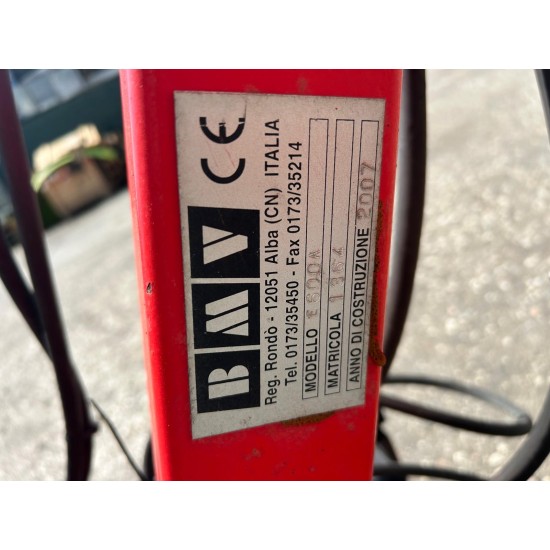 BMV CE
Reg. Rondò - 12051 Alba (CN) ITALIA
Tel. 0173/35450 - Fax 0173/35214
MODELLO
MATRICOLA
ANNO DI COSTRUZIONE 2007